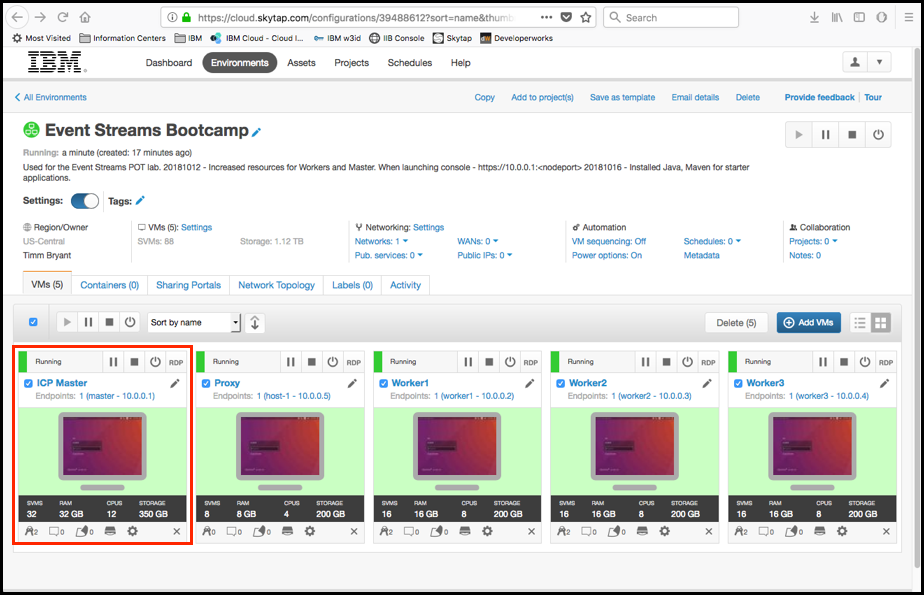 https://cloud.skytap.com/configurations/39488612?sort=name&thumb
Search
Most Visited Information Centers IBM IBM Cloud - Cloud I... IBM w3id IIB Console Skytap Developerworks
IBM
Dashboard Environments Assets Projects Schedules Help
All Environments Copy Add to project(s) Save as template Email details Delete Provide feedback Tour
Event Streams Bootcamp
Running: a minute (created: 17 minutes ago)
Used for the Event Streams POT lab. 20181012 - Increased resources for Workers and Master. When launching console - https://10.0.0.1:<nodeport> 20181016 - Installed Java, Maven for starter
applications.
Settings: Tags:
Region/Owner VMs (5): Settings Networking: Settings Automation Collaboration
US-Central SVMs: 88 Storage: 1.12 TB Networks: 1 WANs: 0 VM sequencing: Off Schedules: 0 Projects: 0
Timm Bryant Pub. services: 0 Public IPs: 0 Power options: On Metadata Notes: 0
VMs (5) Containers (0) Sharing Portals Network Topology Labels (0) Activity
Sort by name Delete (5) Add VMs
Running RDP Running RDP Running RDP Running RDP Running RDP
ICP Master Proxy Worker1 Worker2 Worker3
Endpoints: 1 (master - 10.0.0.1) Endpoints: 1 (host-1 - 10.0.0.5) Endpoints: 1 (worker1 - 10.0.0.2) Endpoints: 1 (worker2 - 10.0.0.3) Endpoints: 1 (worker3 - 10.0.0.4)
SVMS RAM CPUS STORAGE SVMS RAM CPUS STORAGE SVMS RAM CPUS STORAGE SVMS RAM CPUS STORAGE SVMS RAM CPUS STORAGE
32 32 GB 12 350 GB 8 8 GB 4 200 GB 16 16 GB 8 200 GB 16 16 GB 8 200 GB 16 16 GB 8 200 GB
2 0 0 0 0 0 2 0 0 2 0 0 2 0 0